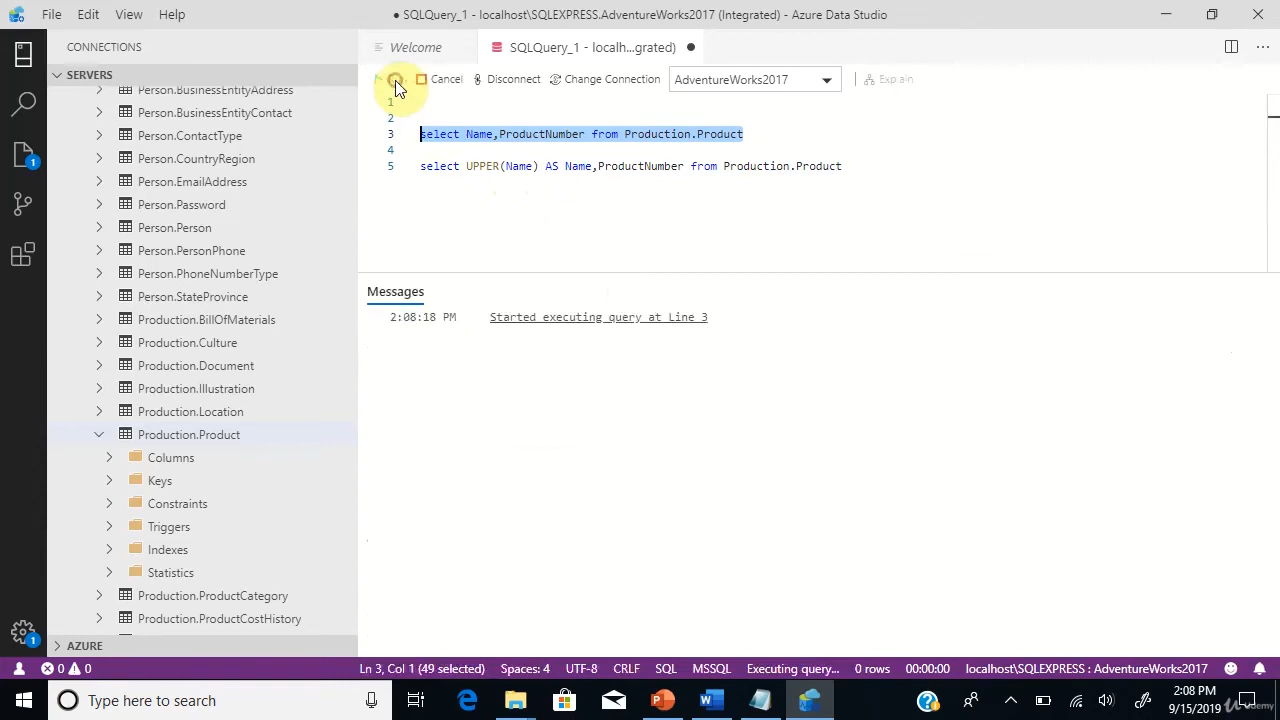 File Edit View Help
● SQLQuery_1 - localhost\SQLEXPRESS.AdventureWorks2017 (Integrated) - Azure Data Studio
CONNECTIONS
Welcome
SQLQuery_1 - localh...grated)
SERVERS
Cancel
Disconnect
Change Connection
AdventureWorks2017
Explain
Person.BusinessEntityAddress
Person.BusinessEntityContact
Person.ContactType
Person.CountryRegion
Person.EmailAddress
Person.Password
Person.Person
Person.PersonPhone
Person.PhoneNumberType
Person.StateProvince
Production.BillOfMaterials
Production.Culture
Production.Document
Production.Illustration
Production.Location
Production.Product
Columns
Keys
Constraints
Triggers
Indexes
Statistics
Production.ProductCategory
Production.ProductCostHistory
AZURE
1
1
1
2
3 select Name,ProductNumber from Production.Product
4
5 select UPPER(Name) AS Name,ProductNumber from Production.Product
Messages
2:08:18 PM Started executing query at Line 3
0 0
Ln 3, Col 1 (49 selected) Spaces: 4 UTF-8 CRLF SQL MSSQL Executing query... 0 rows 00:00:00 localhost\SQLEXPRESS : AdventureWorks2017
Type here to search
2:08 PM
9/15/2019
Udemy